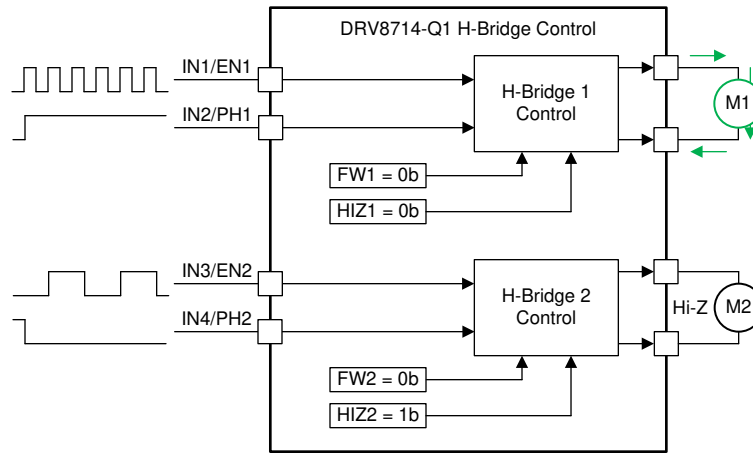 DRV8714-Q1 H-Bridge Control
IN1/EN1
IN2/PH1
H-Bridge 1
Control
M1
FW1 = 0b
HIZ1 = 0b
IN3/EN2
IN4/PH2
H-Bridge 2
Control
Hi-Z
M2
FW2 = 0b
HIZ2 = 1b